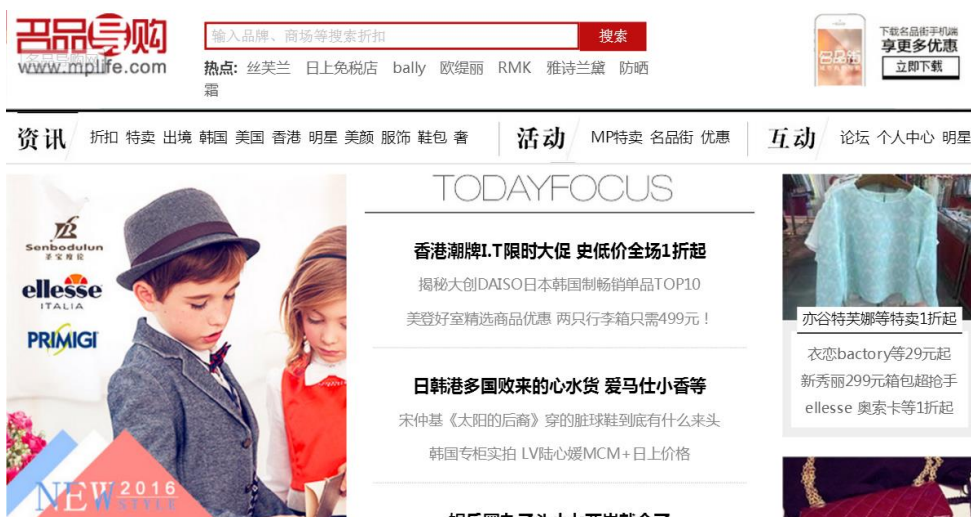 名品导购
www.mplife.com
输入品牌、商场等搜索折扣
搜索
热点: 丝芙兰 日上免税店 bally 欧缇丽 RMK 雅诗兰黛 防晒
霜
名品街
下载名品街手机端
享更多优惠
立即下载
资讯 折扣 特卖 出境 韩国 美国 香港 明星 美颜 服饰 鞋包 奢
活动 MP特卖 名品街 优惠
互动 论坛 个人中心 明星
Senbodulun
圣宝度伦
ellesse
ITALIA
PRIMIGI
NEW 2016
STYLE
TODAYFOCUS
香港潮牌I.T限时大促 史低价全场1折起
揭秘大创DAISO日本韩国制畅销单品TOP10
美登好室精选商品优惠 两只行李箱只需499元！
日韩港多国败来的心水货 爱马仕小香等
宋仲基《太阳的后裔》穿的脏球鞋到底有什么来头
韩国专柜实拍 LV陆心媛MCM+日上价格
亦谷特芙娜等特卖1折起
衣恋bactory等29元起
新秀丽299元箱包超抢手
ellesse 奥索卡等1折起